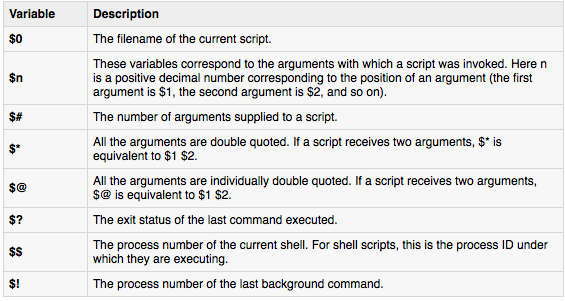 Variable Description
$0 The filename of the current script.
These variables correspond to the arguments with which a script was invoked. Here n
$n is a positive decimal number corresponding to the position of an argument (the first
argument is $1, the second argument is $2, and so on).
$# The number of arguments supplied to a script.
$* All the arguments are double quoted. If a script receives two arguments, $* is
equivalent to $1 $2.
$@ All the arguments are individually double quoted. If a script receives two arguments,
$@ is equivalent to $1 $2.
$? The exit status of the last command executed.
$$ The process number of the current shell. For shell scripts, this is the process ID under
which they are executing.
$! The process number of the last background command.